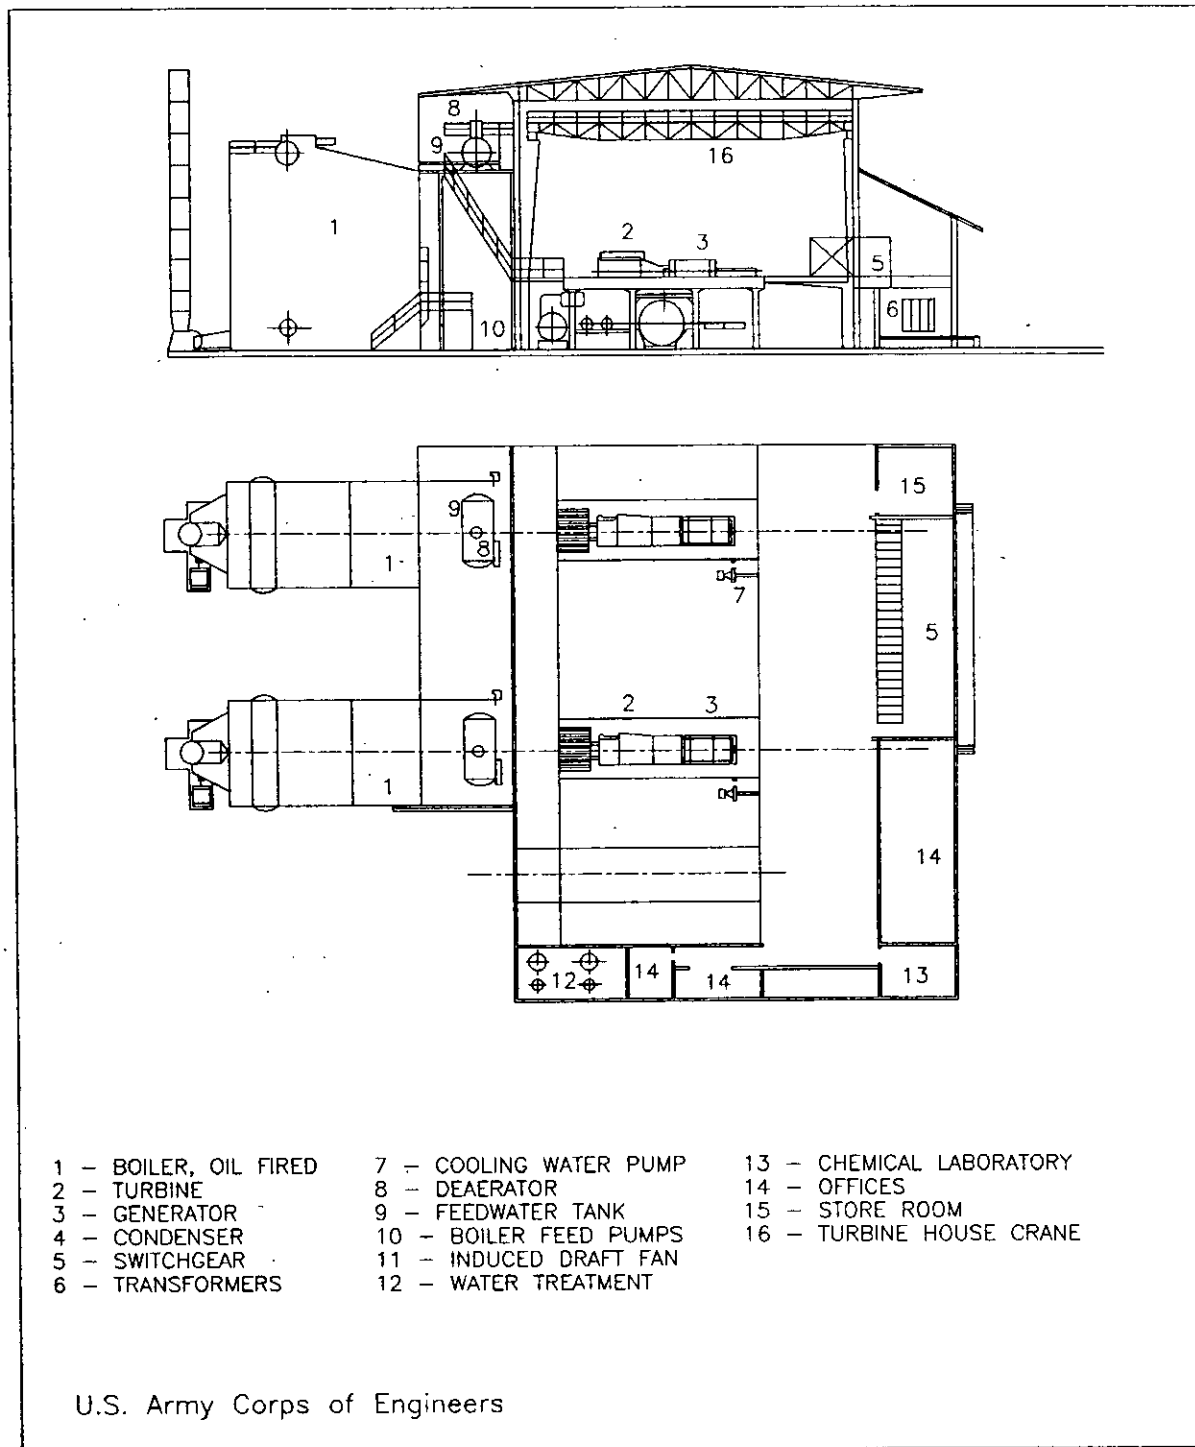 8
9
16
1
2
3
5
6
10
9
8
1
7
15
5
2
3
1
14
12
14
14
13
1 – BOILER, OIL FIRED
2 – TURBINE
3 – GENERATOR
4 – CONDENSER
5 – SWITCHGEAR
6 – TRANSFORMERS
7 – COOLING WATER PUMP
8 – DEAERATOR
9 – FEEDWATER TANK
10 – BOILER FEED PUMPS
11 – INDUCED DRAFT FAN
12 – WATER TREATMENT
13 – CHEMICAL LABORATORY
14 – OFFICES
15 – STORE ROOM
16 – TURBINE HOUSE CRANE
U.S. Army Corps of Engineers